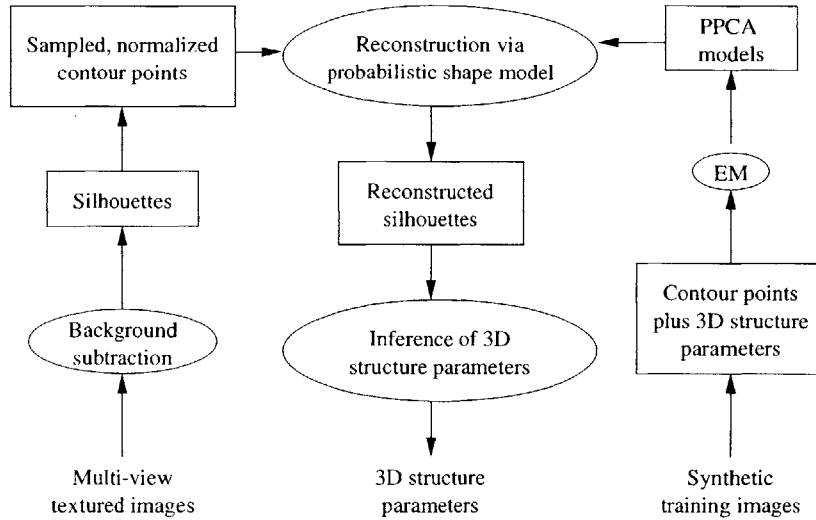 Sampled, normalized
contour points
Reconstruction via
probabilistic shape model
PPCA
models
Silhouettes
Reconstructed
silhouettes
EM
Background
subtraction
Inference of 3D
structure parameters
Contour points
plus 3D structure
parameters
Multi-view
textured images
3D structure
parameters
Synthetic
training images